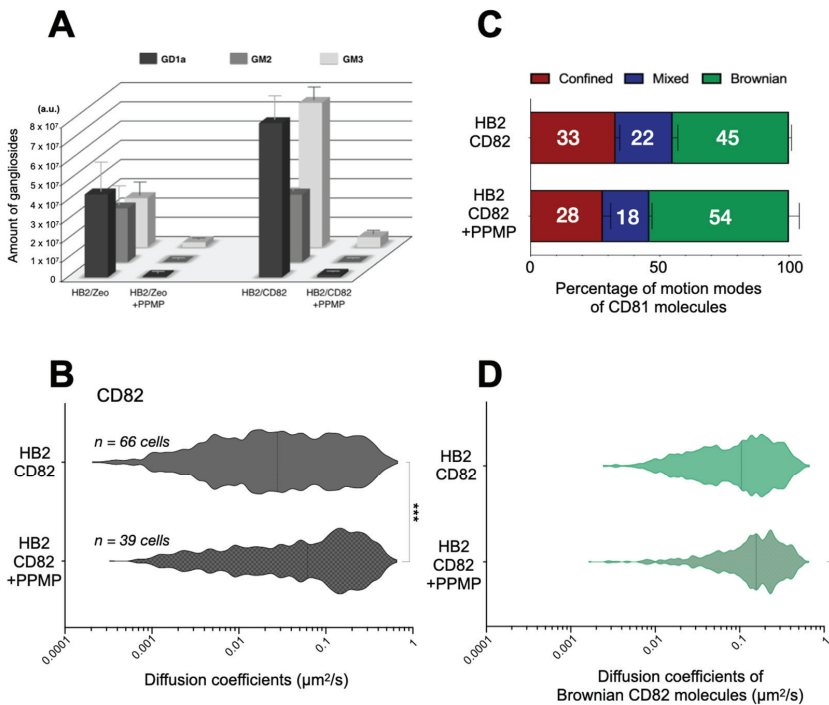 A
GD1a GM2 GM3
(a.u.)
Amount of gangliosides
8 x 10⁷
7 x 10⁷
6 x 10⁷
5 x 10⁷
4 x 10⁷
3 x 10⁷
2 x 10⁷
1 x 10⁷
0
HB2/Zeo HB2/Zeo HB2/CD82 HB2/CD82
+PPMP +PPMP
C
Confined Mixed Brownian
HB2
CD82
33 22 45
HB2
CD82
+PPMP
28 18 54
0 50 100
Percentage of motion modes
of CD81 molecules
B
CD82
HB2
CD82
n = 66 cells
***
HB2
CD82
+PPMP
n = 39 cells
0.0001 0.001 0.01 0.1 1
Diffusion coefficients (µm²/s)
D
HB2
CD82
HB2
CD82
+PPMP
0.0001 0.001 0.01 0.1 1
Diffusion coefficients of
Brownian CD82 molecules (µm²/s)